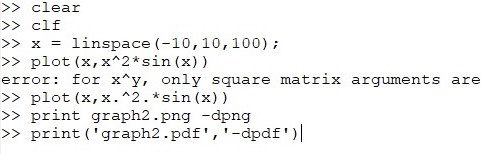 >> clear
>> clf
>> x = linspace(-10,10,100);
>> plot(x,x^2*sin(x))
error: for x^y, only square matrix arguments are
>> plot(x,x.^2.*sin(x))
>> print graph2.png -dpng
>> print('graph2.pdf','-dpdf')